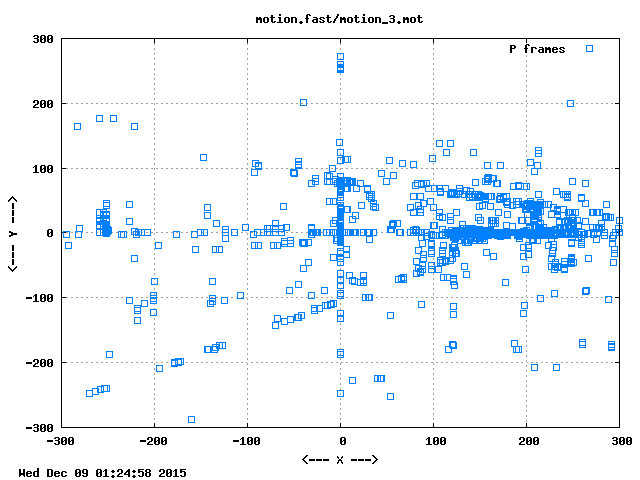 motion.fast/motion_3.mot
P frames
300
200
100
0
-100
-200
-300
<--- Y --->
-300 -200 -100 0 100 200 300
<--- X --->
Wed Dec 09 01:24:58 2015